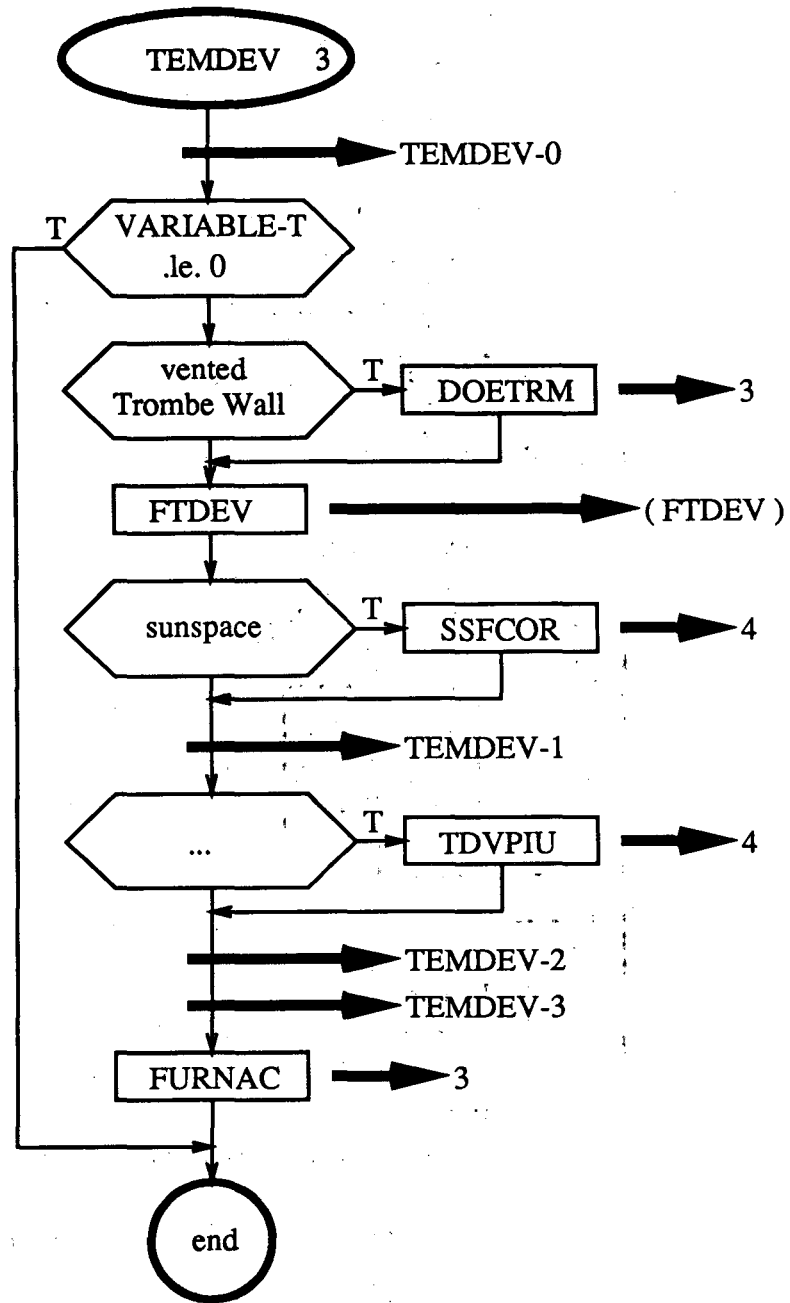 TEMDEV 3
TEMDEV-0
T
VARIABLE-T
.le. 0
vented
Trombe Wall
T
DOETRM
3
FTDEV
( FTDEV )
sunspace
T
SSFCOR
4
TEMDEV-1
...
T
TDVPIU
4
TEMDEV-2
TEMDEV-3
FURNAC
3
end